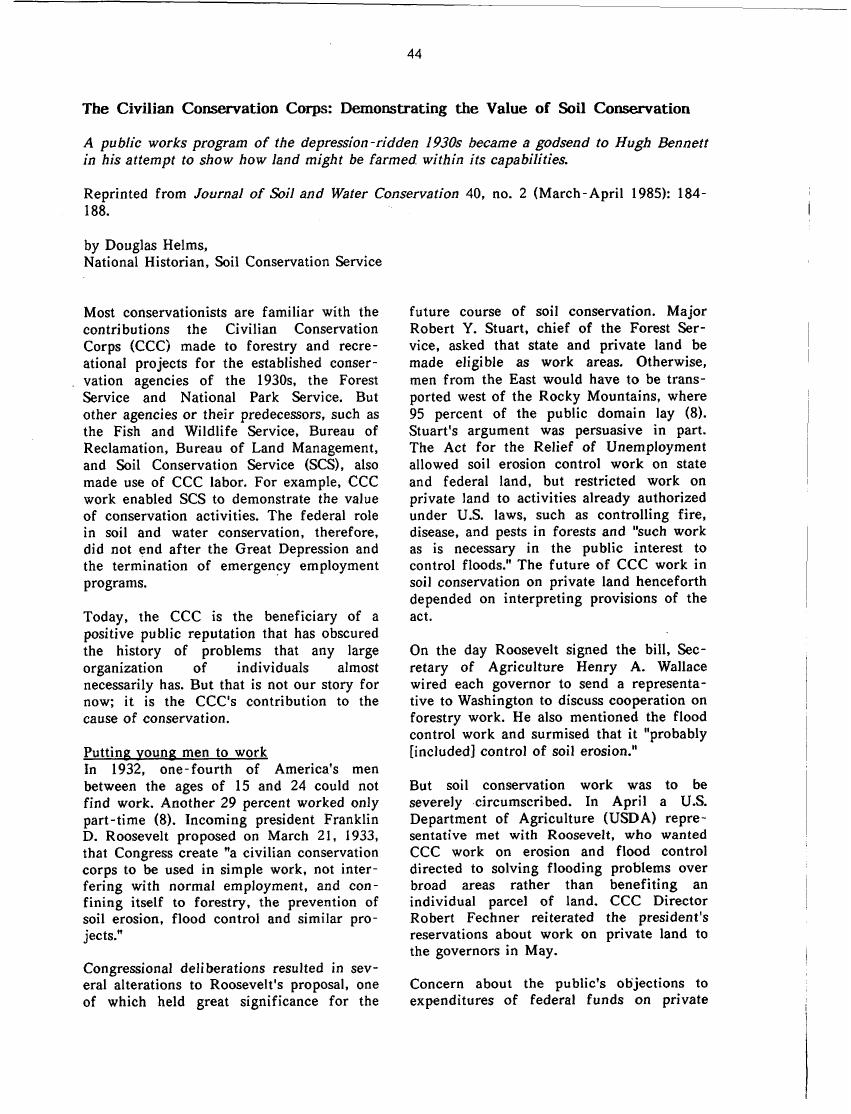 44
The Civilian Conservation Corps: Demonstrating the Value of Soil Conservation
A public works program of the depression-ridden 1930s became a godsend to Hugh Bennett
in his attempt to show how land might be farmed within its capabilities.
Reprinted from Journal of Soil and Water Conservation 40, no. 2 (March-April 1985): 184-
188.
by Douglas Helms,
National Historian, Soil Conservation Service
Most conservationists are familiar with the
contributions the Civilian Conservation
Corps (CCC) made to forestry and recre-
ational projects for the established conser-
vation agencies of the 1930s, the Forest
Service and National Park Service. But
other agencies or their predecessors, such as
the Fish and Wildlife Service, Bureau of
Reclamation, Bureau of Land Management,
and Soil Conservation Service (SCS), also
made use of CCC labor. For example, CCC
work enabled SCS to demonstrate the value
of conservation activities. The federal role
in soil and water conservation, therefore,
did not end after the Great Depression and
the termination of emergency employment
programs.
Today, the CCC is the beneficiary of a
positive public reputation that has obscured
the history of problems that any large
organization of individuals almost
necessarily has. But that is not our story for
now; it is the CCC's contribution to the
cause of conservation.
Putting young men to work
In 1932, one-fourth of America's men
between the ages of 15 and 24 could not
find work. Another 29 percent worked only
part-time (8). Incoming president Franklin
D. Roosevelt proposed on March 21, 1933,
that Congress create "a civilian conservation
corps to be used in simple work, not inter-
fering with normal employment, and con-
fining itself to forestry, the prevention of
soil erosion, flood control and similar pro-
jects."
Congressional deliberations resulted in sev-
eral alterations to Roosevelt's proposal, one
of which held great significance for the
future course of soil conservation. Major
Robert Y. Stuart, chief of the Forest Ser-
vice, asked that state and private land be
made eligible as work areas. Otherwise,
men from the East would have to be trans-
ported west of the Rocky Mountains, where
95 percent of the public domain lay (8).
Stuart's argument was persuasive in part.
The Act for the Relief of Unemployment
allowed soil erosion control work on state
and federal land, but restricted work on
private land to activities already authorized
under U.S. laws, such as controlling fire,
disease, and pests in forests and "such work
as is necessary in the public interest to
control floods." The future of CCC work in
soil conservation on private land henceforth
depended on interpreting provisions of the
act.
On the day Roosevelt signed the bill, Sec-
retary of Agriculture Henry A. Wallace
wired each governor to send a representa-
tive to Washington to discuss cooperation on
forestry work. He also mentioned the flood
control work and surmised that it "probably
[included] control of soil erosion."
But soil conservation work was to be
severely circumscribed. In April a U.S.
Department of Agriculture (USDA) repre-
sentative met with Roosevelt, who wanted
CCC work on erosion and flood control
directed to solving flooding problems over
broad areas rather than benefiting an
individual parcel of land. CCC Director
Robert Fechner reiterated the president's
reservations about work on private land to
the governors in May.
Concern about the public's objections to
expenditures of federal funds on private